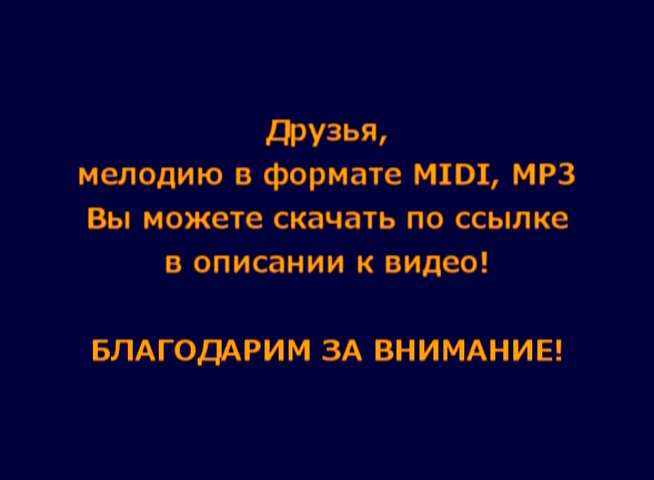 Друзья,
мелодию в формате MIDI, MP3
Вы можете скачать по ссылке
в описании к видео!
БЛАГОДАРИМ ЗА ВНИМАНИЕ!